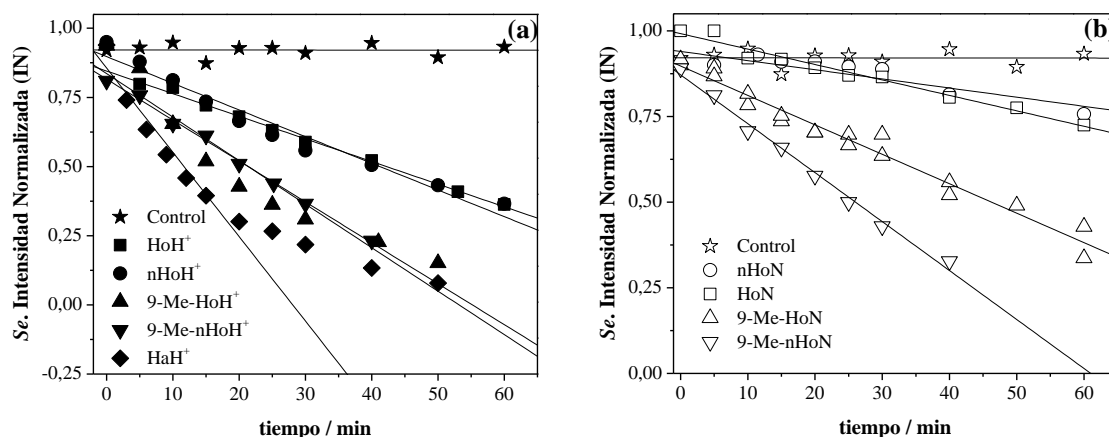 (a)
Se. Intensidad Normalizada (IN)
1,00
0,75
0,50
0,25
0,00
-0,25
Control
HoH⁺
nHoH⁺
9-Me-HoH⁺
9-Me-nHoH⁺
HaH⁺
0 10 20 30 40 50 60
tiempo / min
(b)
Se. Intensidad Normalizada (IN)
1,00
0,75
0,50
0,25
0,00
Control
nHoN
HoN
9-Me-HoN
9-Me-nHoN
0 10 20 30 40 50 60
tiempo / min